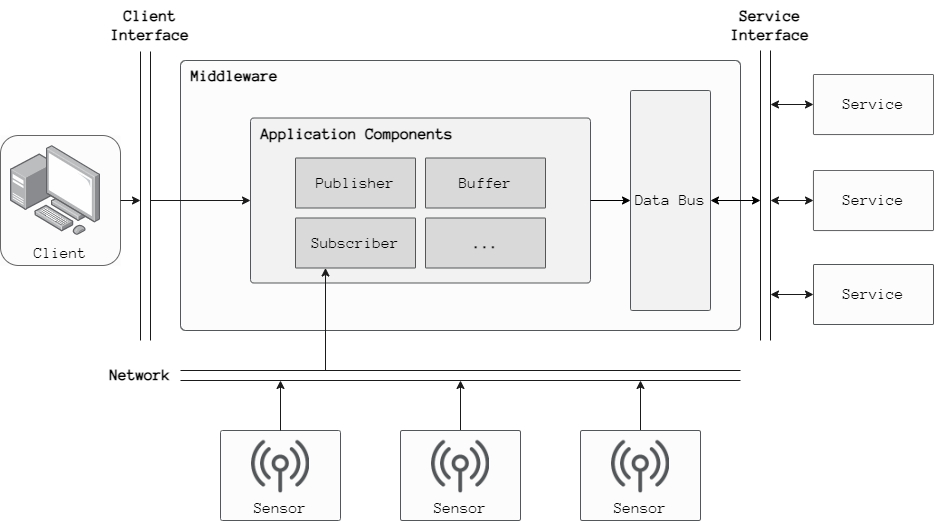 Client
Interface
Service
Interface
Middleware
Application Components
Publisher
Buffer
Subscriber
...
Data Bus
Service
Service
Service
Client
Network
Sensor
Sensor
Sensor